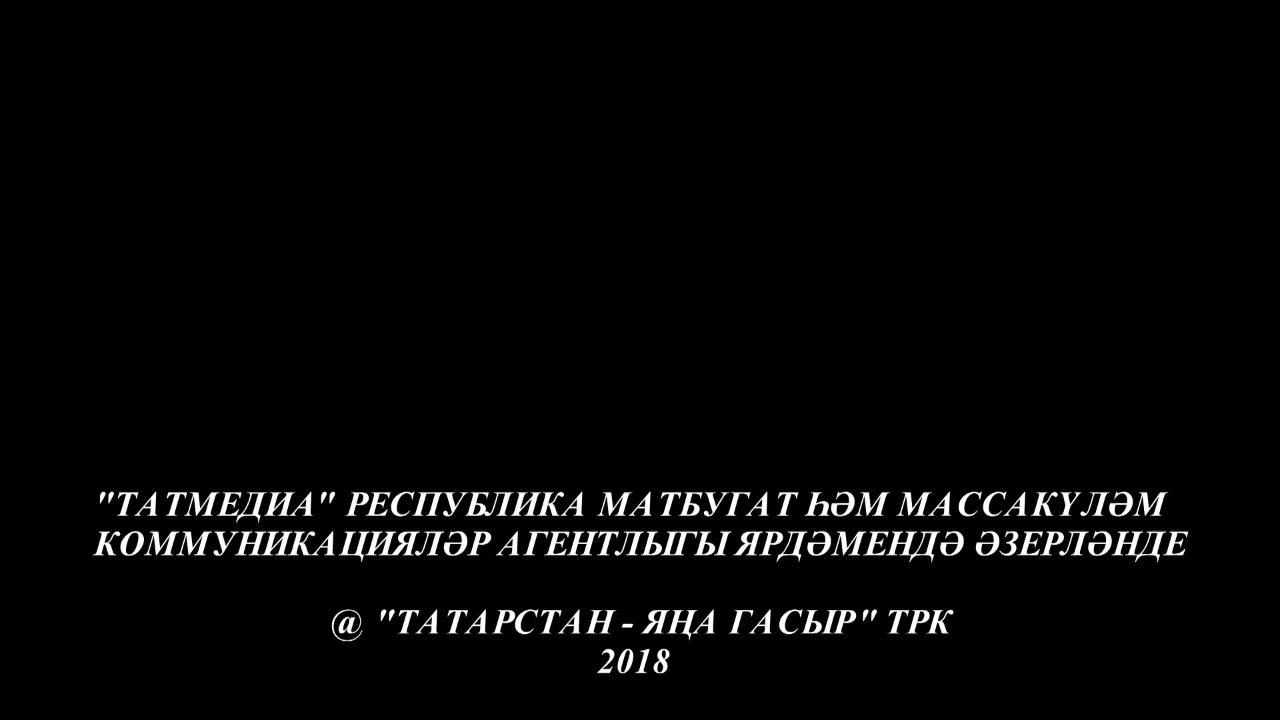 "ТАТМЕДИА" РЕСПУБЛИКА МАТБУГАТ ҺӘМ МАССАКҮЛӘМ
КОММУНИКАЦИЯЛӘР АГЕНТЛЫГЫ ЯРДӘМЕНДӘ ӘЗЕРЛӘНДЕ
@ "ТАТАРСТАН - ЯҢА ГАСЫР" ТРК
2018